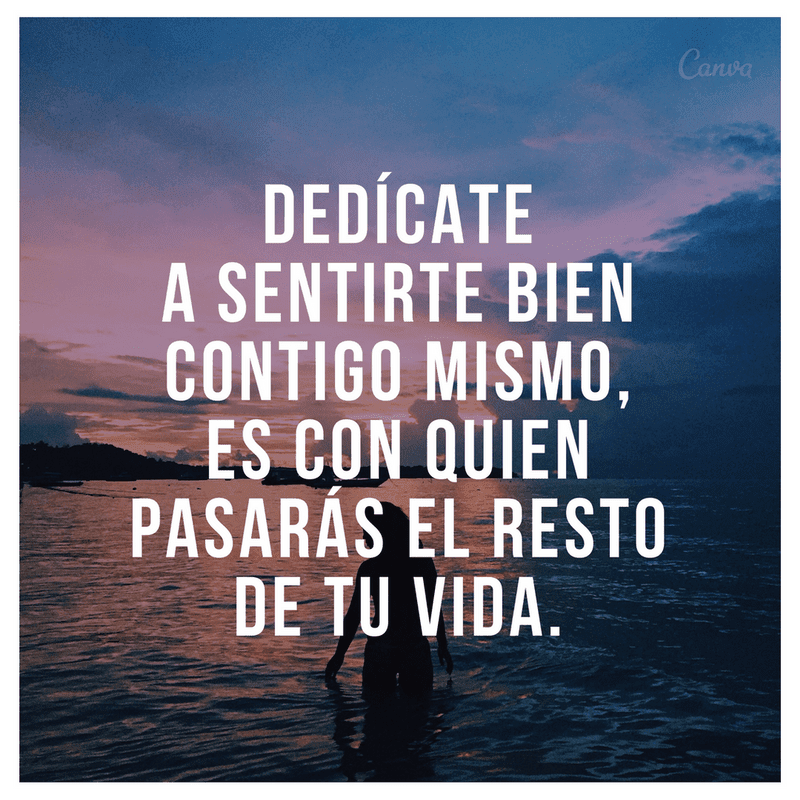 Canva
DEDÍCATE
A SENTIRTE BIEN
CONTIGO MISMO,
ES CON QUIEN
PASARÁS EL RESTO
DE TU VIDA.